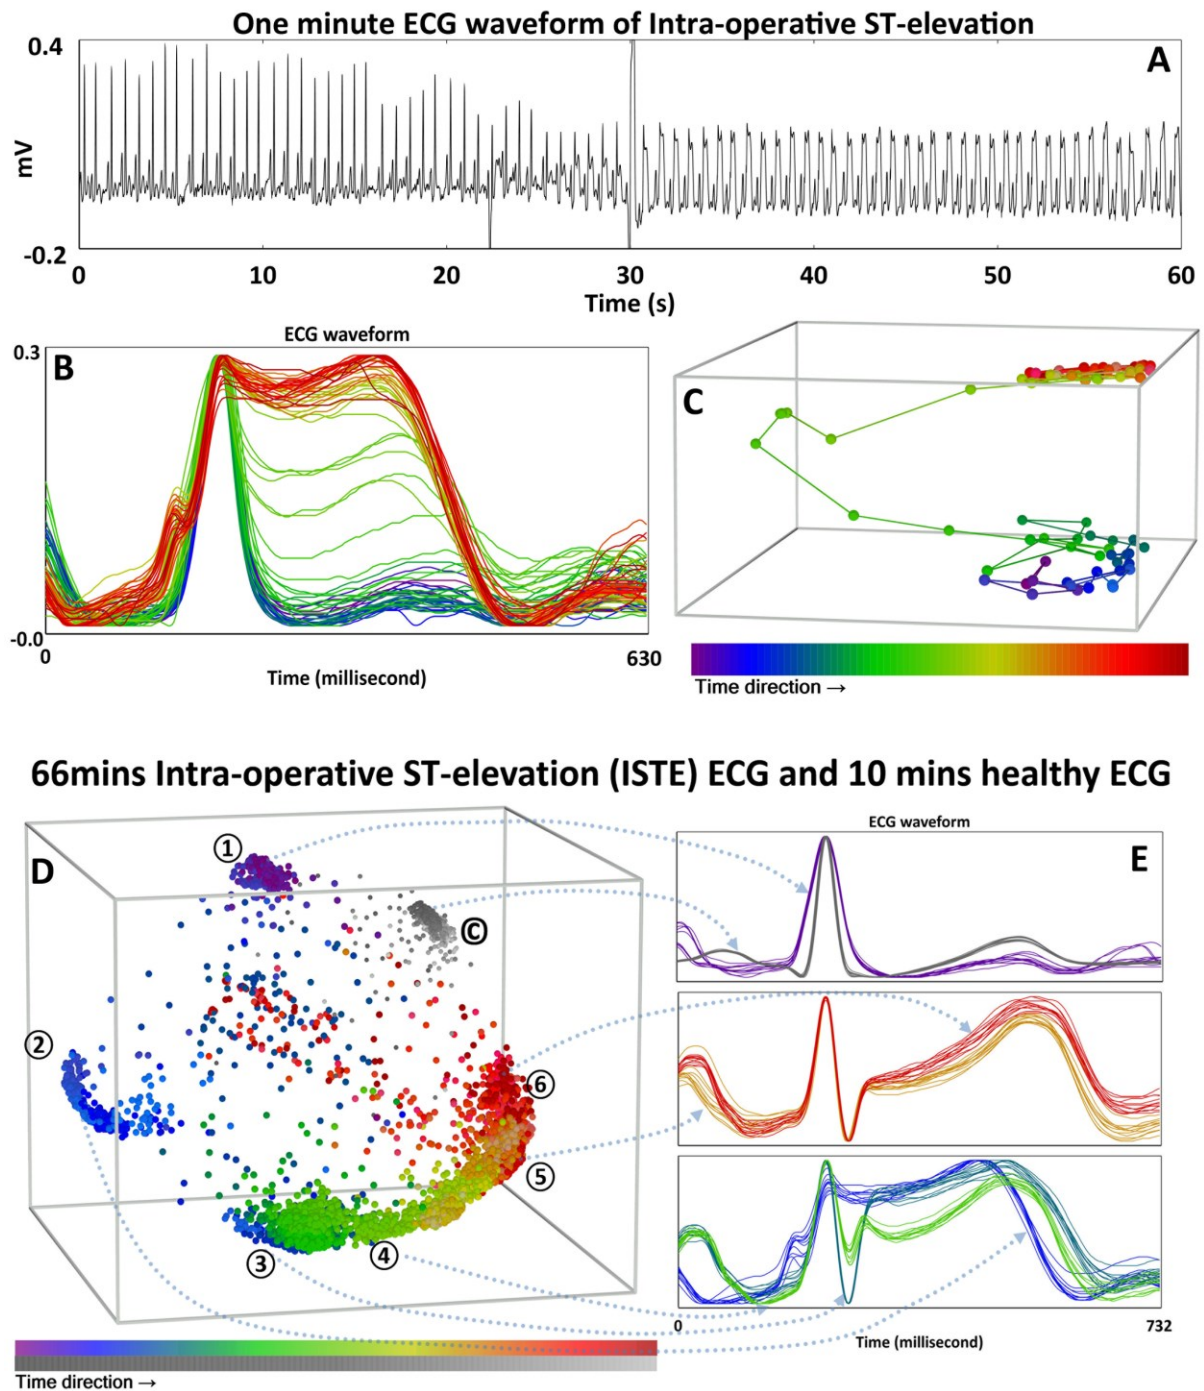 One minute ECG waveform of Intra-operative ST-elevation
0.4
A
mV
-0.2
0 10 20 30 40 50 60
Time (s)
ECG waveform
0.3
B
-0.0
0 630
Time (millisecond)
C
Time direction →
66mins Intra-operative ST-elevation (ISTE) ECG and 10 mins healthy ECG
D
①
©
②
⑥
⑤
④
③
Time direction →
ECG waveform
E
0 732
Time (millisecond)